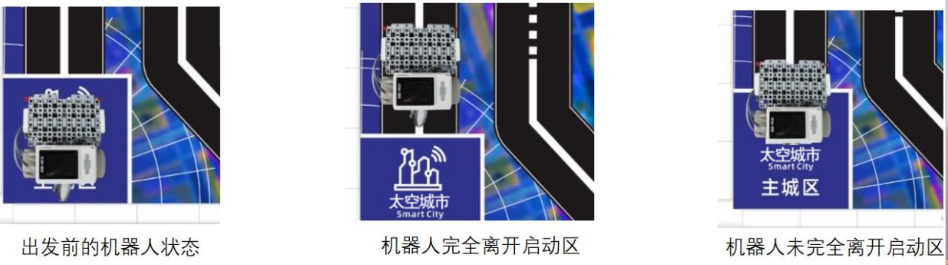 太空城市
Smart City
太空城市
Smart City
主城区
出发前的机器人状态
机器人完全离开启动区
机器人未完全离开启动区